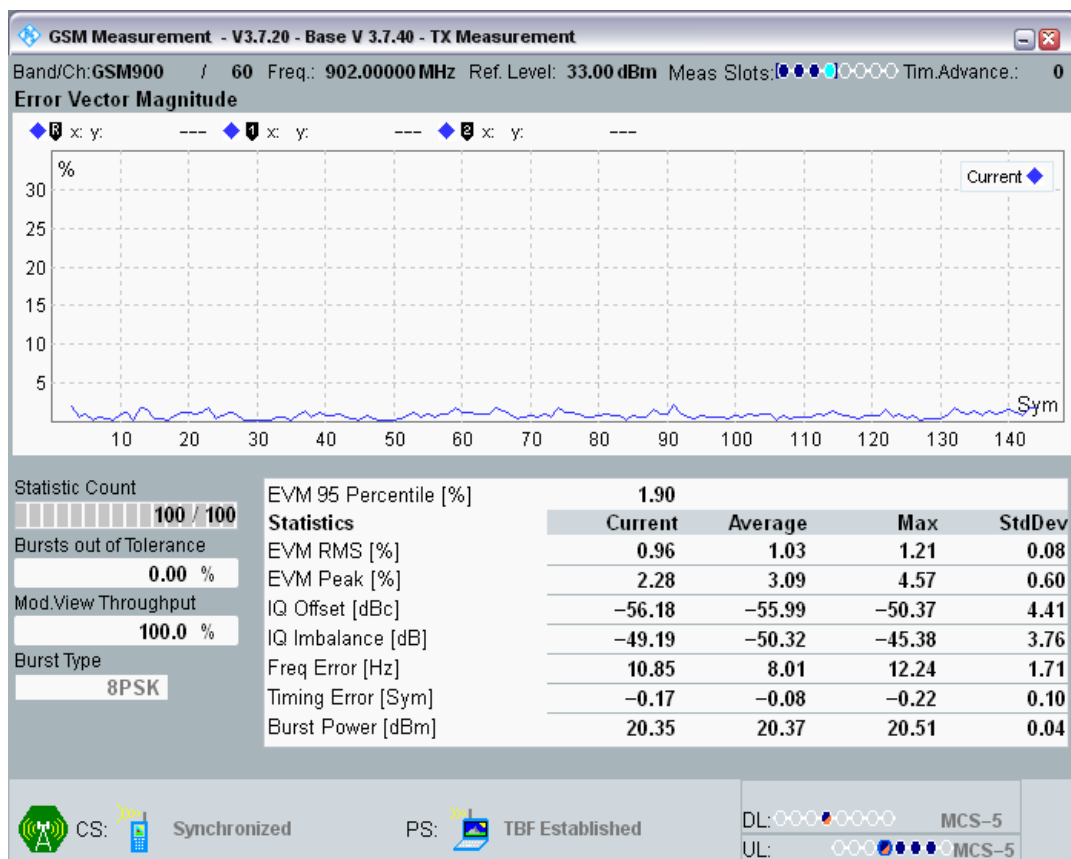 GSM Measurement - V3.7.20 - Base V 3.7.40 - TX Measurement
Band/Ch:GSM900 / 60 Freq.: 902.00000 MHz Ref. Level: 33.00 dBm Meas Slots: Tim.Advance.: 0
Error Vector Magnitude
R x: y: --- 1 x: y: --- 2 x: y: ---
%
Current
30
25
20
15
10
5
Sym
10 20 30 40 50 60 70 80 90 100 110 120 130 140
Statistic Count
100 / 100
Bursts out of Tolerance
0.00 %
Mod.View Throughput
100.0 %
Burst Type
8PSK
EVM 95 Percentile [%] 1.90
Statistics Current Average Max StdDev
EVM RMS [%] 0.96 1.03 1.21 0.08
EVM Peak [%] 2.28 3.09 4.57 0.60
IQ Offset [dBc] −56.18 −55.99 −50.37 4.41
IQ Imbalance [dB] −49.19 −50.32 −45.38 3.76
Freq Error [Hz] 10.85 8.01 12.24 1.71
Timing Error [Sym] −0.17 −0.08 −0.22 0.10
Burst Power [dBm] 20.35 20.37 20.51 0.04
CS: Synchronized PS: TBF Established
DL: MCS−5
UL: MCS−5